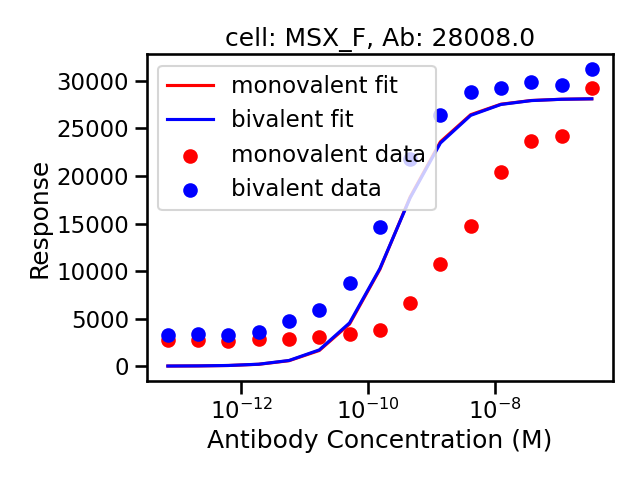 cell: MSX_F, Ab: 28008.0
monovalent fit
bivalent fit
monovalent data
bivalent data
Response
30000
25000
20000
15000
10000
5000
0
10⁻¹² 10⁻¹⁰ 10⁻⁸
Antibody Concentration (M)